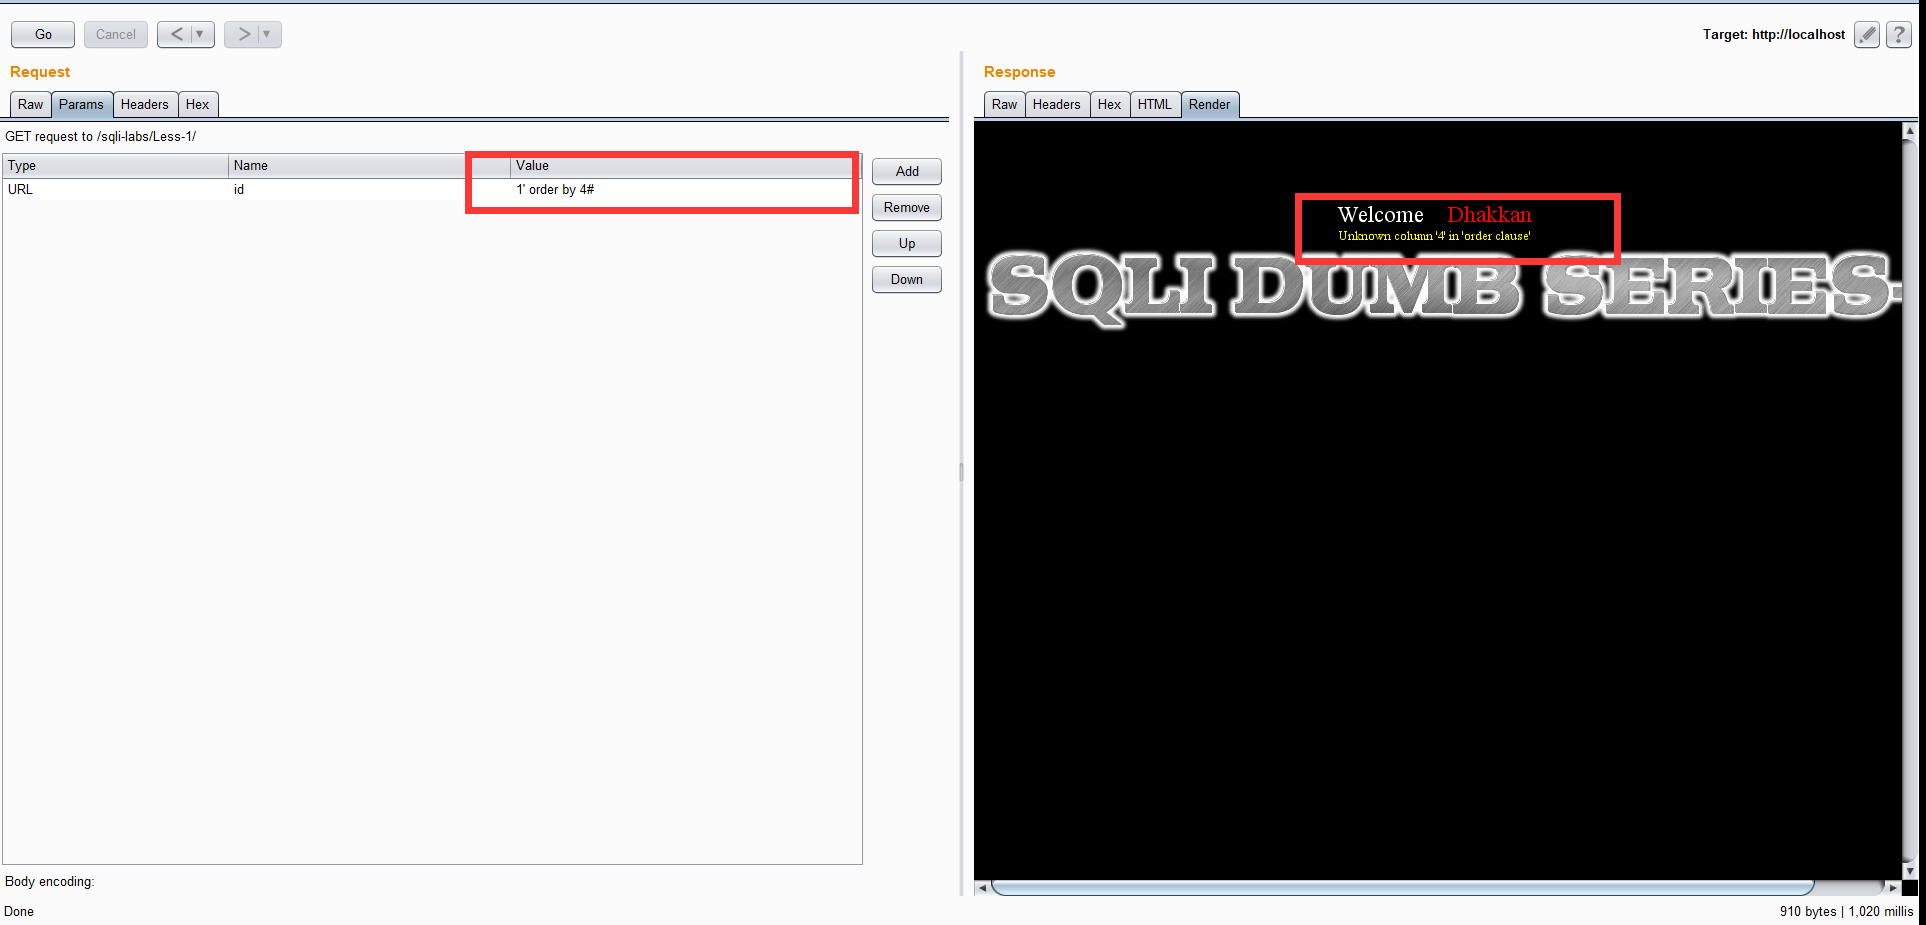 Go Cancel < ▼ > ▼ Target: http://localhost ?
Request
Raw Params Headers Hex
GET request to /sqli-labs/Less-1/
Type Name Value
URL id 1' order by 4#
Add
Remove
Up
Down
Body encoding:
Done
Response
Raw Headers Hex HTML Render
Welcome Dhakkan
Unknown column '4' in 'order clause'
SQLI DUMB SERIES-
910 bytes | 1,020 millis